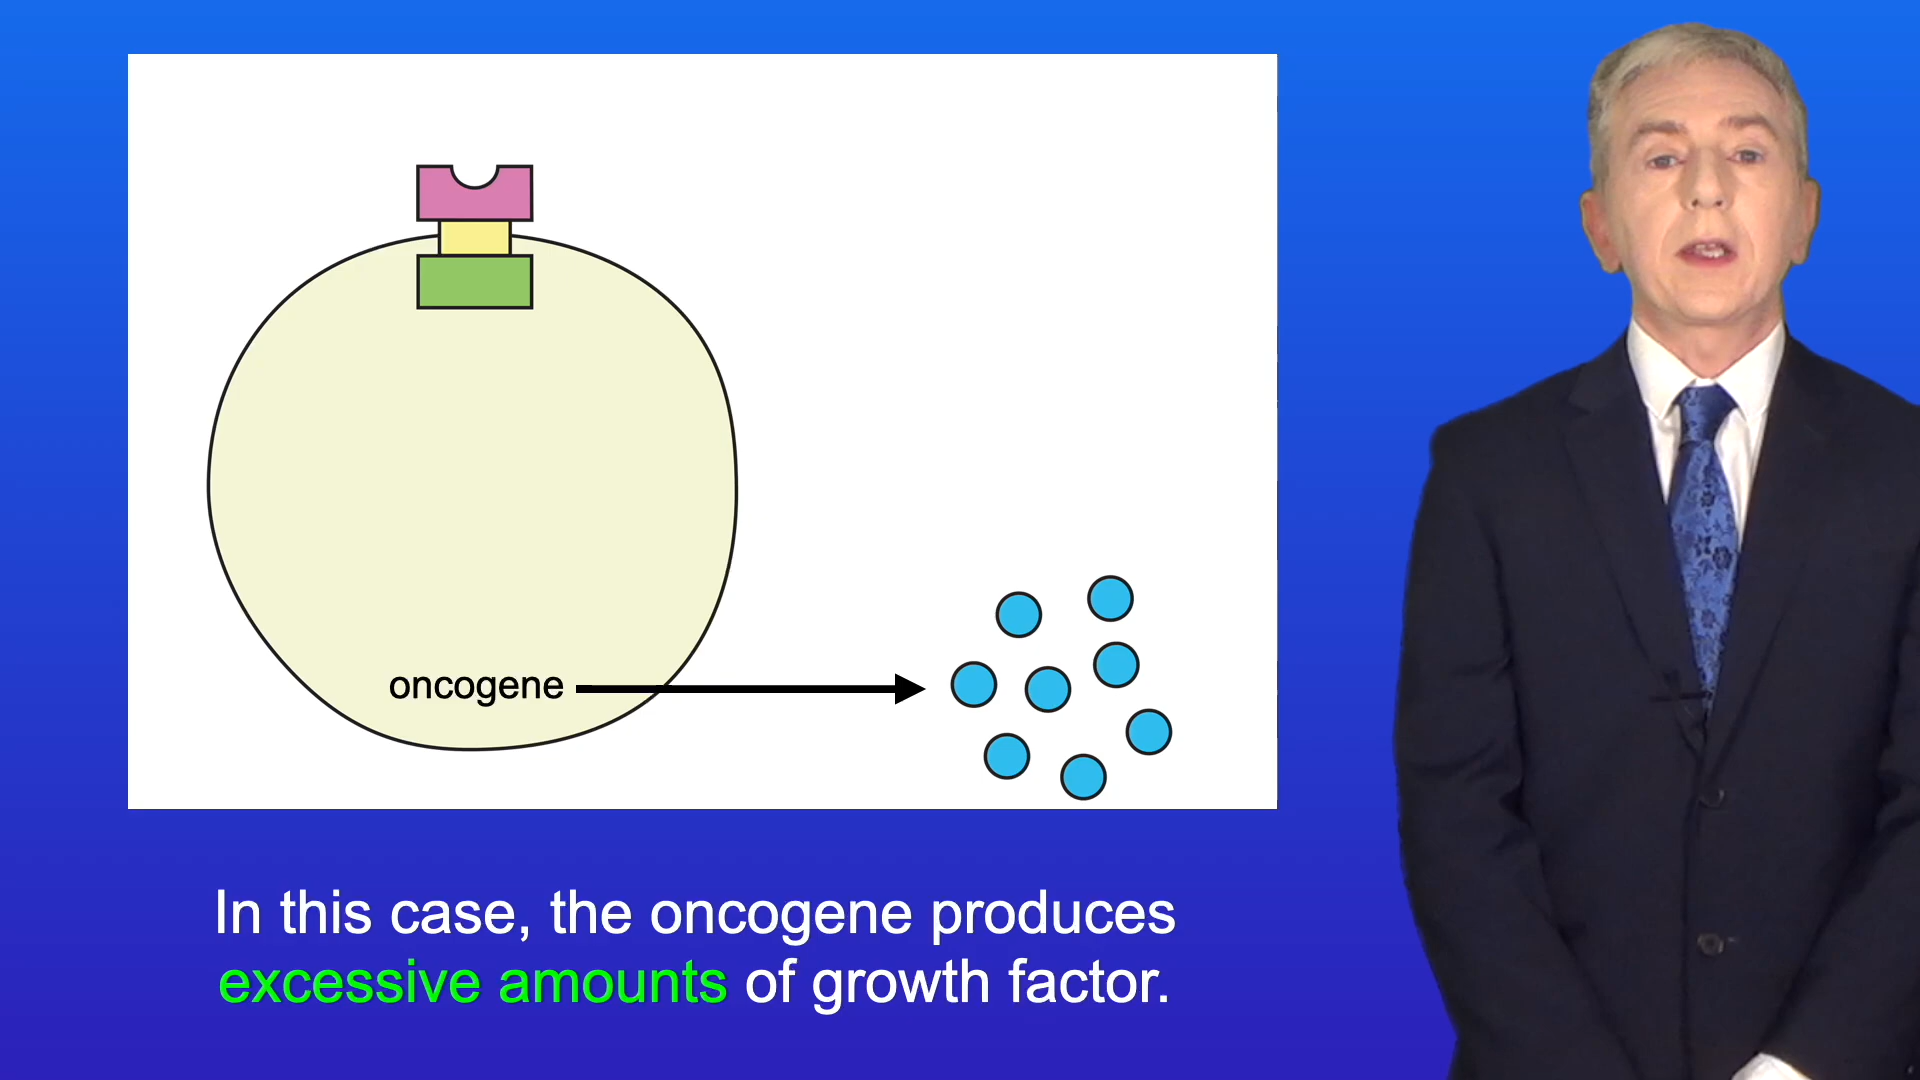 oncogene
In this case, the oncogene produces
excessive amounts of growth factor.